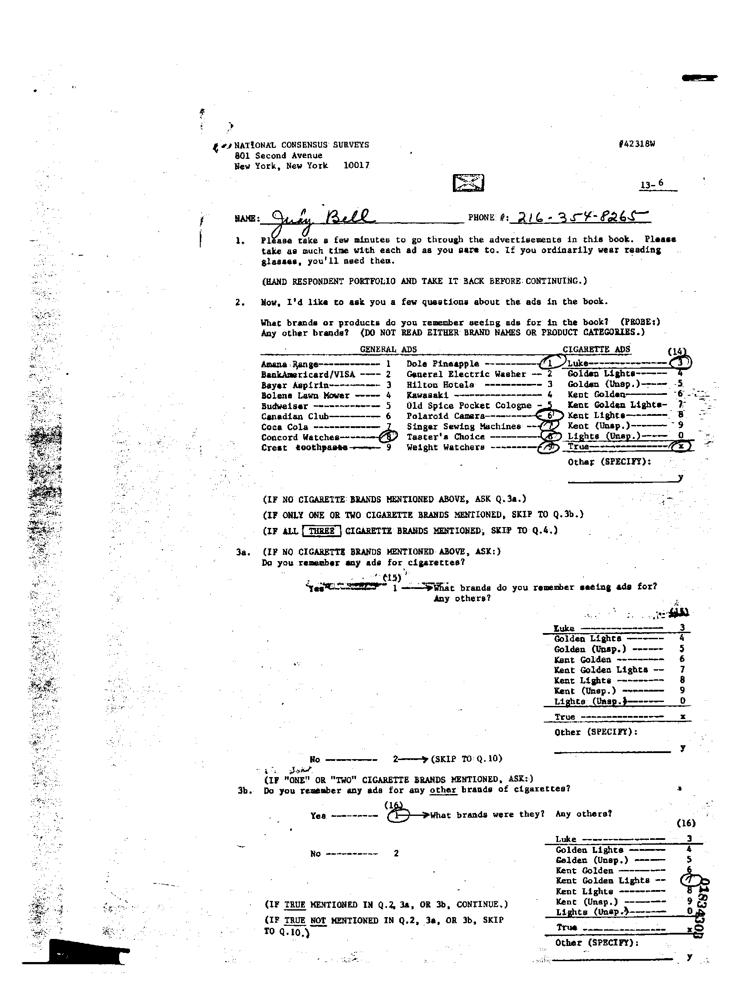 NATIONAL CONSENSUS SURVEYS #42318W
801 Second Avenue
New York, New York 10017
13-6
NAME: Judy Bell PHONE #: 216-354-8265
1. Please take a few minutes to go through the advertisements in this book. Please
take as much time with each ad as you care to. If you ordinarily wear reading
glasses, you'll need them.
(HAND RESPONDENT PORTFOLIO AND TAKE IT BACK BEFORE CONTINUING.)
2. Now, I'd like to ask you a few questions about the ads in the book.
What brands or products do you remember seeing ads for in the book? (PROBE:)
Any other brands? (DO NOT READ EITHER BRAND NAMES OR PRODUCT CATEGORIES.)
GENERAL ADS CIGARETTE ADS (14)
Amana Range------------ 1 Dole Pineapple --------- 1 Luke--------------- 3
BankAmericard/VISA ---- 2 General Electric Washer -- 2 Golden Lights------ 4
Bayer Aspirin---------- 3 Hilton Hotels ---------- 3 Golden (Unsp.)----- 5
Bolens Lawn Mower ----- 4 Kawasaki --------------- 4 Kent Golden-------- 6
Budweiser ------------- 5 Old Spice Pocket Cologne - 5 Kent Golden Lights- 7
Canadian Club---------- 6 Polaroid Camera-------- 6 Kent Lights-------- 8
Coca Cola ------------- 7 Singer Sewing Machines -- 7 Kent (Unsp.)------- 9
Concord Watches-------- 8 Taster's Choice -------- 8 Lights (Unsp.)----- 0
Crest toothpaste ------ 9 Weight Watchers -------- 9 True--------------- x
Other (SPECIFY):
y
(IF NO CIGARETTE BRANDS MENTIONED ABOVE, ASK Q.3a.)
(IF ONLY ONE OR TWO CIGARETTE BRANDS MENTIONED, SKIP TO Q.3b.)
(IF ALL THREE CIGARETTE BRANDS MENTIONED, SKIP TO Q.4.)
3a. (IF NO CIGARETTE BRANDS MENTIONED ABOVE, ASK:)
Do you remember any ads for cigarettes?
(15)
Yes 1 What brands do you remember seeing ads for?
Any others?
Luke --------------- 3
Golden Lights ------- 4
Golden (Unsp.) ------ 5
Kent Golden --------- 6
Kent Golden Lights -- 7
Kent Lights --------- 8
Kent (Unsp.) -------- 9
Lights (Unsp.)------- 0
True ---------------- x
Other (SPECIFY):
y
No ---------- 2 (SKIP TO Q.10)
(IF "ONE" OR "TWO" CIGARETTE BRANDS MENTIONED, ASK:)
3b. Do you remember any ads for any other brands of cigarettes?
(16)
Yes --------- 1 What brands were they? Any others?
(16)
Luke ---------------- 3
No ---------- 2 Golden Lights ------- 4
Golden (Unsp.) ------ 5
Kent Golden --------- 6
Kent Golden Lights -- 7
Kent Lights --------- 8
(IF TRUE MENTIONED IN Q.2, 3a, OR 3b, CONTINUE.) Kent (Unsp.) -------- 9
(IF TRUE NOT MENTIONED IN Q.2, 3a, OR 3b, SKIP Lights (Unsp.)------- 0
TO Q.10.) True ---------------- x
Other (SPECIFY):
y
01834303